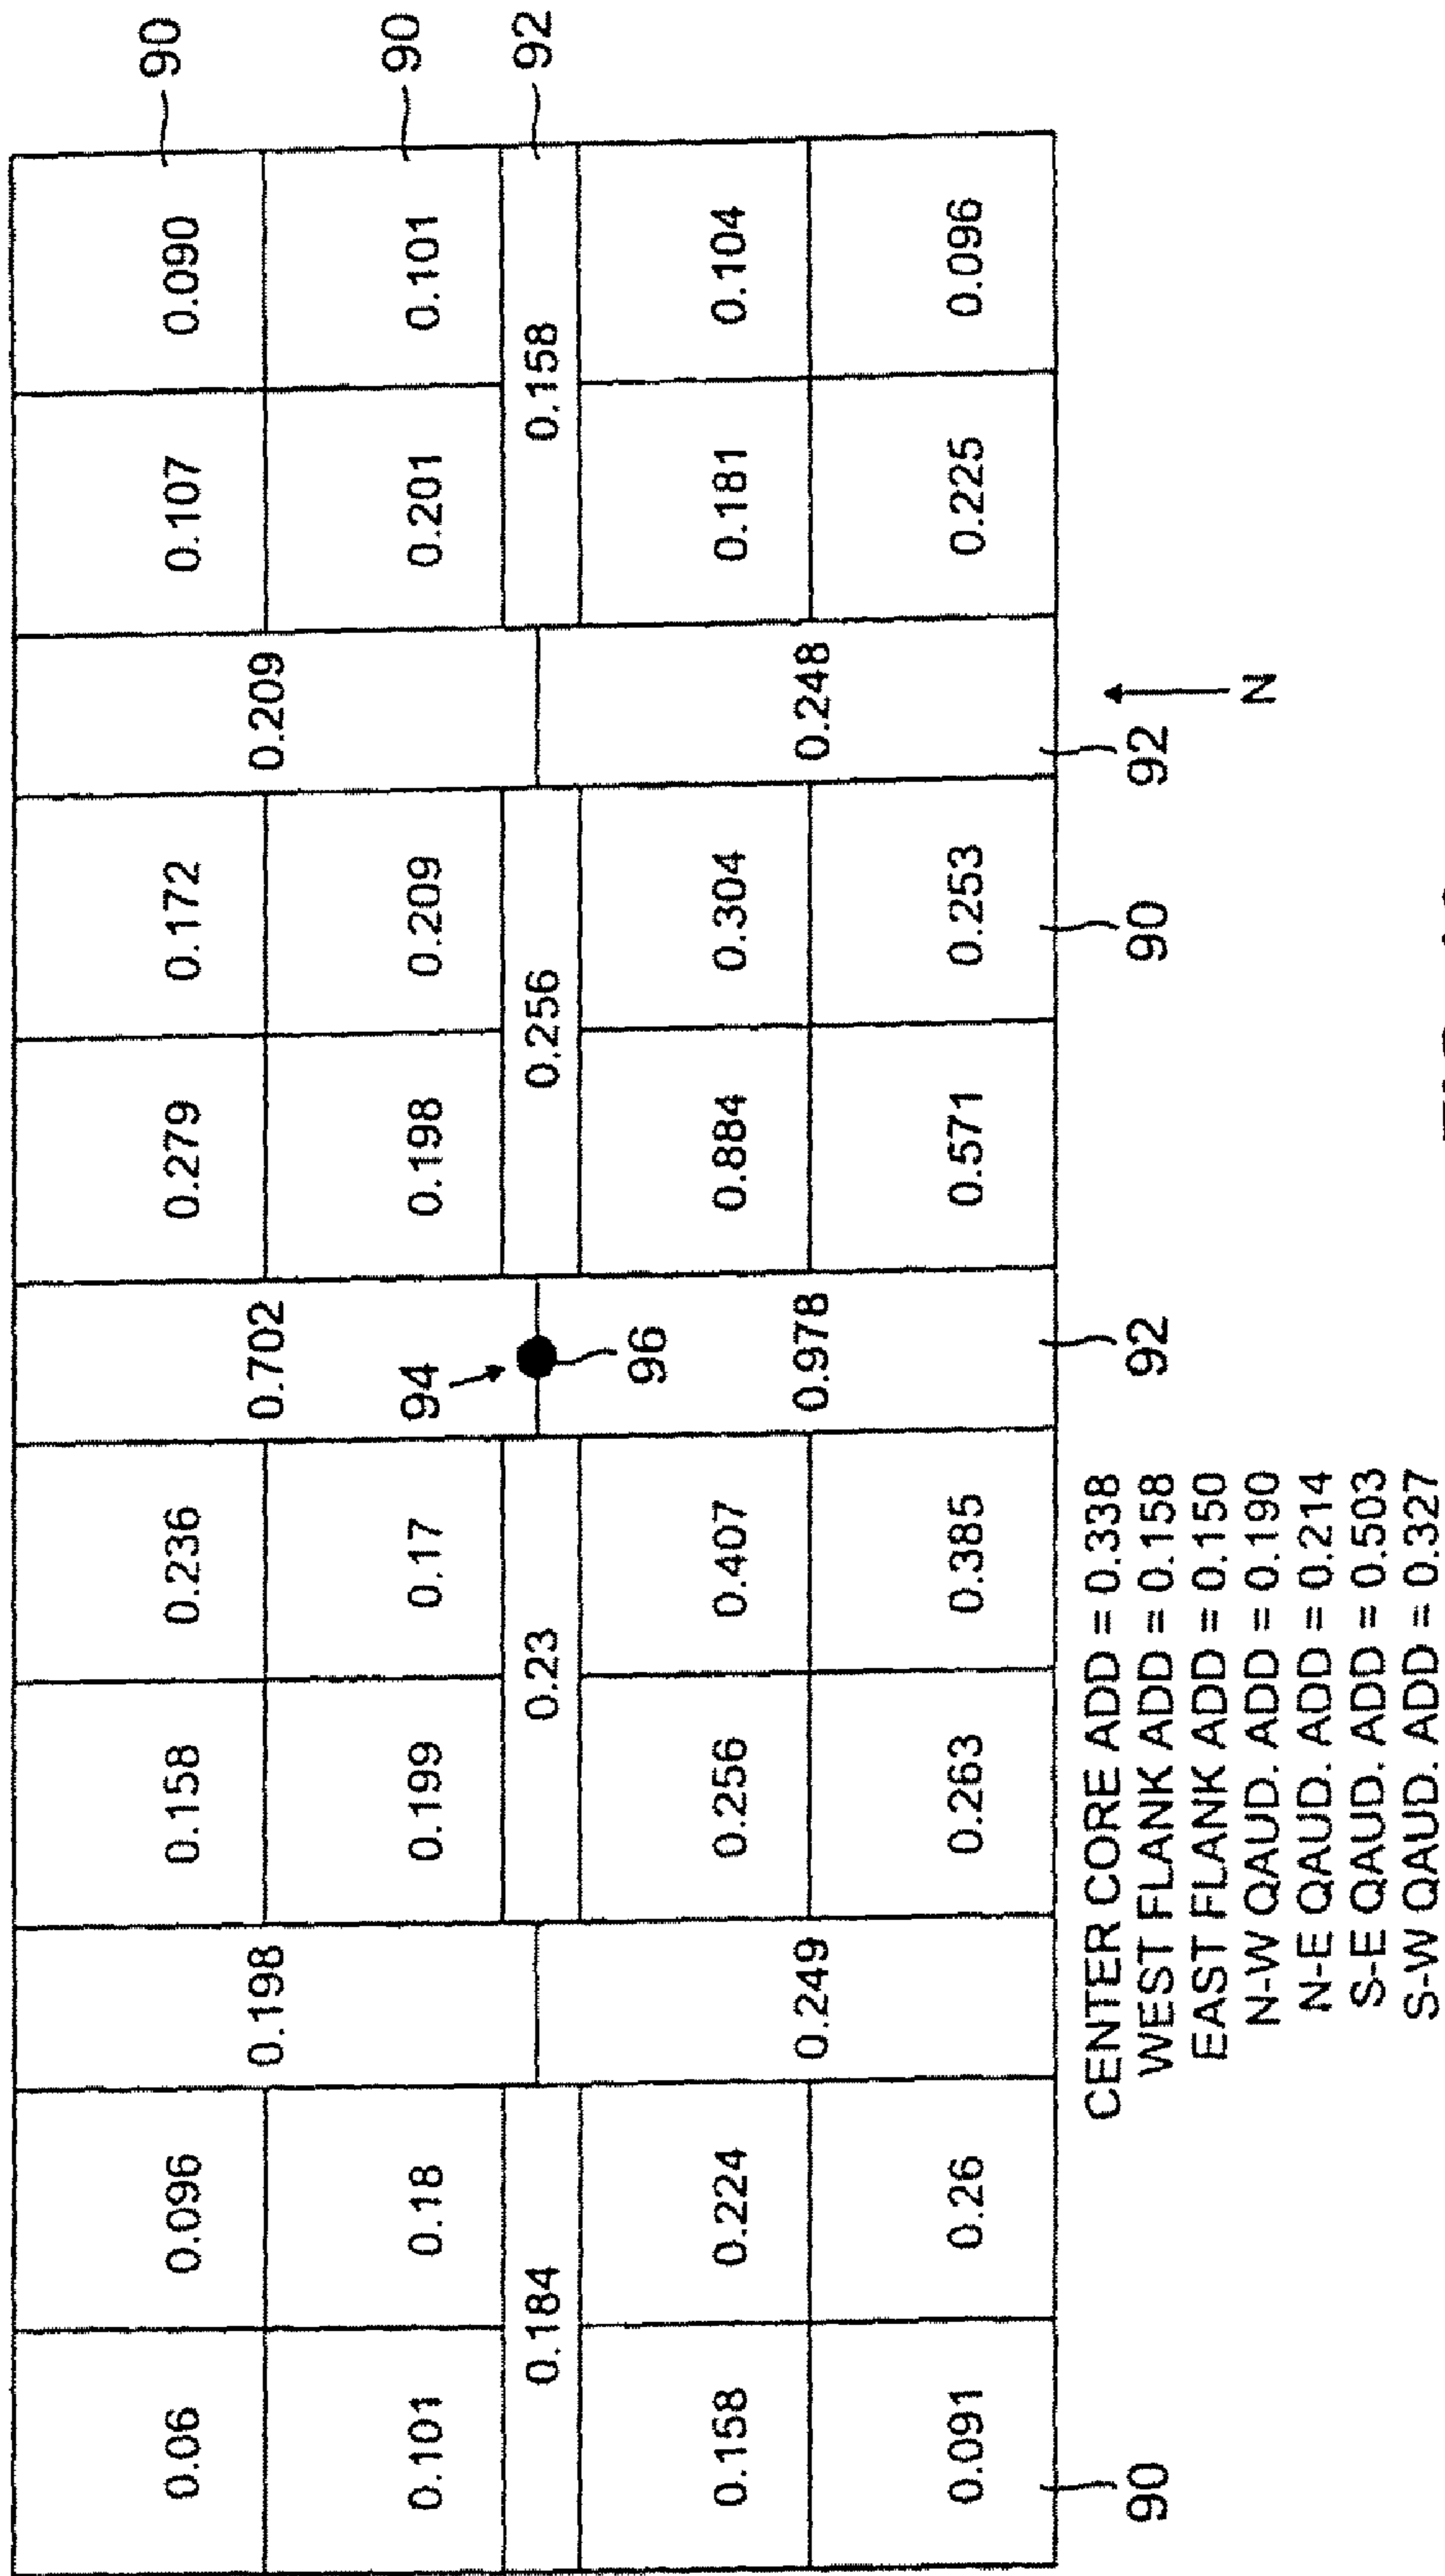 0.06 0.096 0.158 0.236 0.279 0.172 0.107 0.090 90
0.198 0.702 0.209
0.101 0.18 0.199 0.17 94 0.198 0.209 0.201 0.101 90
0.184 0.23 0.256 0.158 92
96
0.158 0.224 0.256 0.407 0.884 0.304 0.181 0.104
0.249 0.978 0.248
0.091 0.26 0.263 0.385 0.571 0.253 0.225 0.096
90 92 90 92
N
CENTER CORE ADD = 0.338
WEST FLANK ADD = 0.158
EAST FLANK ADD = 0.150
N-W QAUD. ADD = 0.190
N-E QAUD. ADD = 0.214
S-E QAUD. ADD = 0.503
S-W QAUD. ADD = 0.327